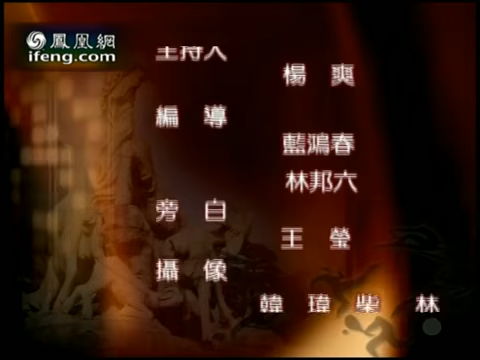 鳳凰網
ifeng.com
主持人
楊 爽
編 導
藍鴻春
林邦六
旁 白
王 瑩
攝 像
韓 瑋 柴 林